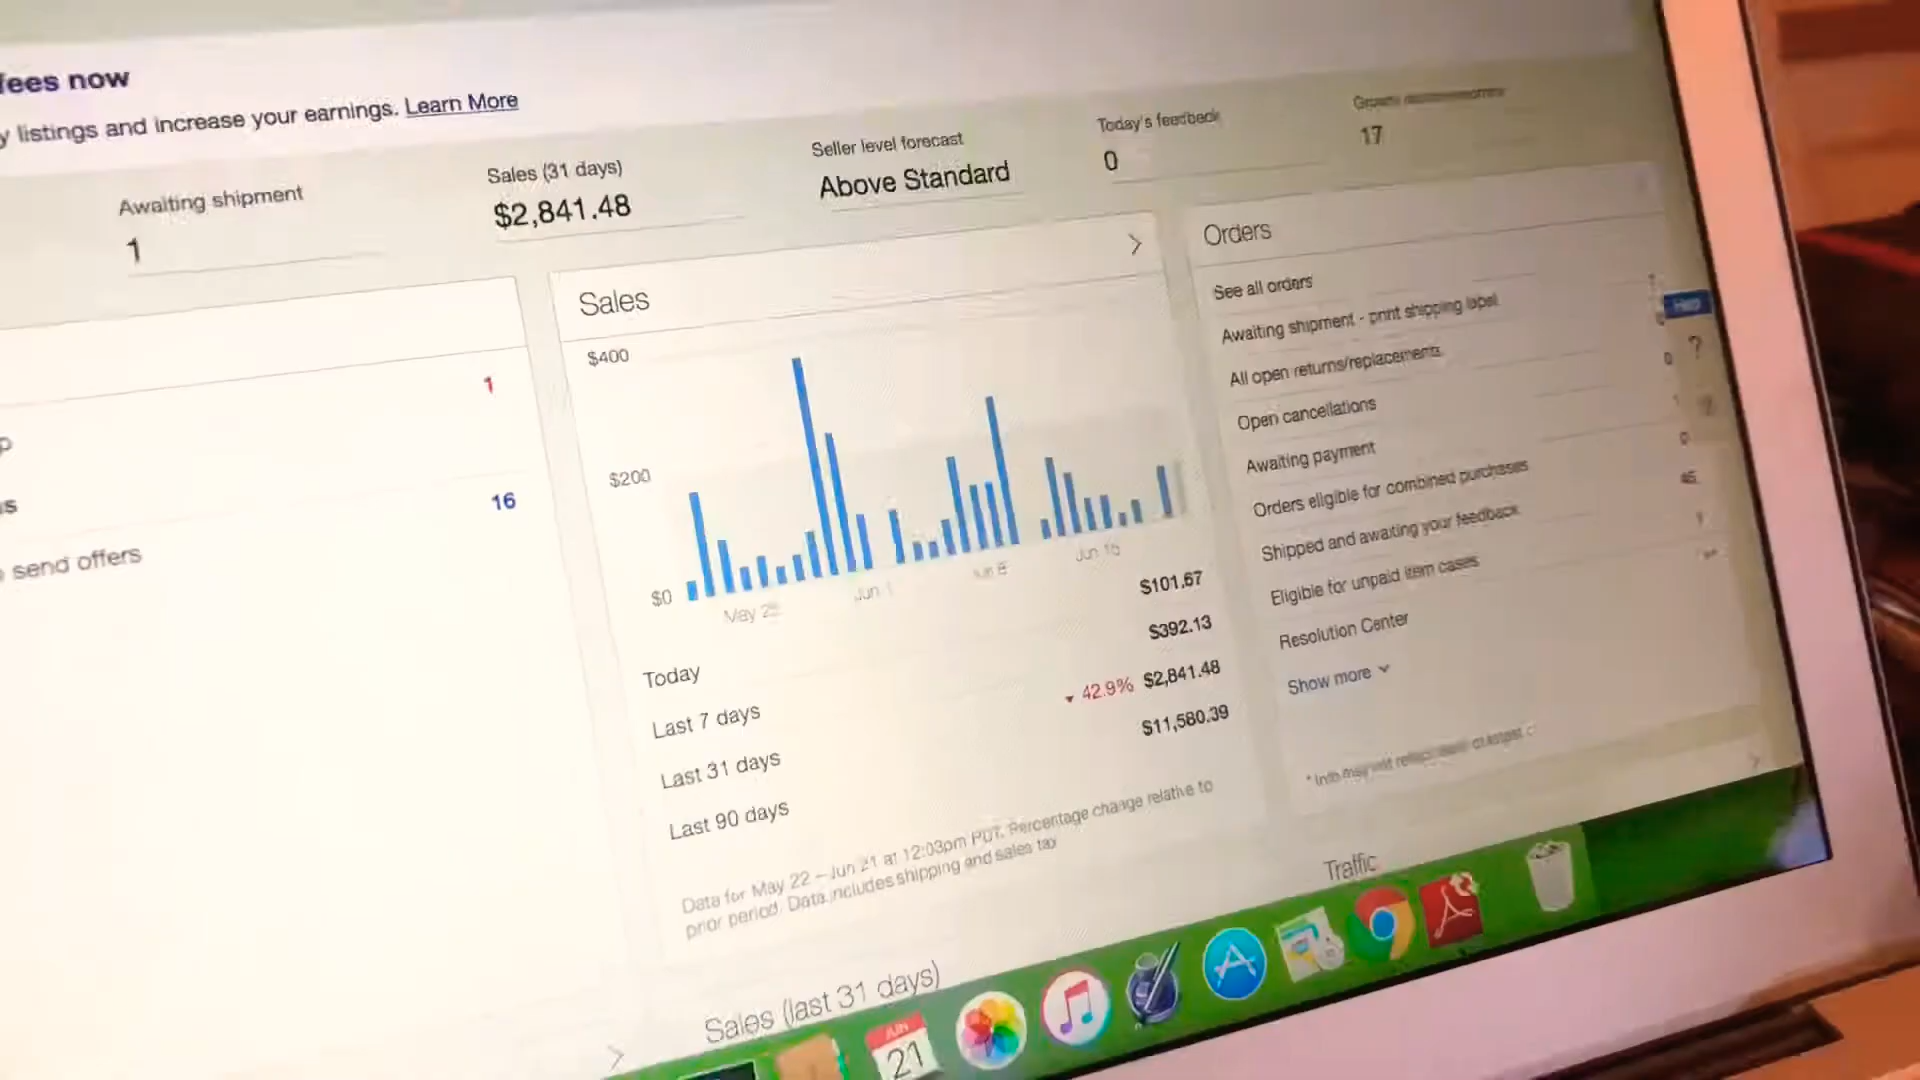 fees now
y listings and increase your earnings. Learn More
Awaiting shipment
1
Sales (31 days)
$2,841.48
Seller level forecast
Above Standard
Today's feedback
0
17
1
s
16
send offers
Sales
$400
$200
$0
Jun 1
Jun 8
Today
$101.67
Last 7 days
$392.13
Last 31 days
42.9% $2,841.48
Last 90 days
$11,580.39
Data for May 22 – Jun 21 at 12:03pm PDT. Percentage change relative to
prior period. Data includes shipping and sales tax
Sales (last 31 days)
Orders
See all orders
Awaiting shipment - print shipping label
All open returns/replacements
0
Open cancellations
Awaiting payment
0
Orders eligible for combined purchases
Shipped and awaiting your feedback
Eligible for unpaid item cases
Resolution Center
Show more
Help
?
Traffic
JUN
21